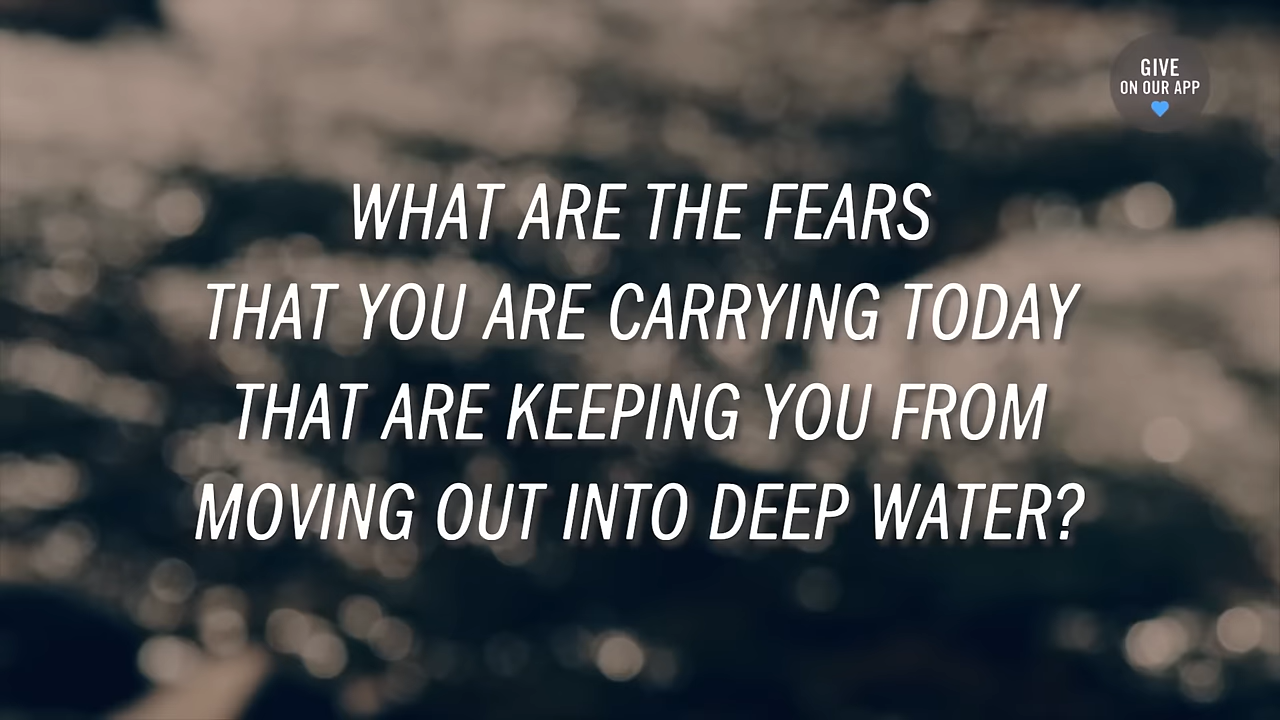 GIVE
ON OUR APP
WHAT ARE THE FEARS
THAT YOU ARE CARRYING TODAY
THAT ARE KEEPING YOU FROM
MOVING OUT INTO DEEP WATER?